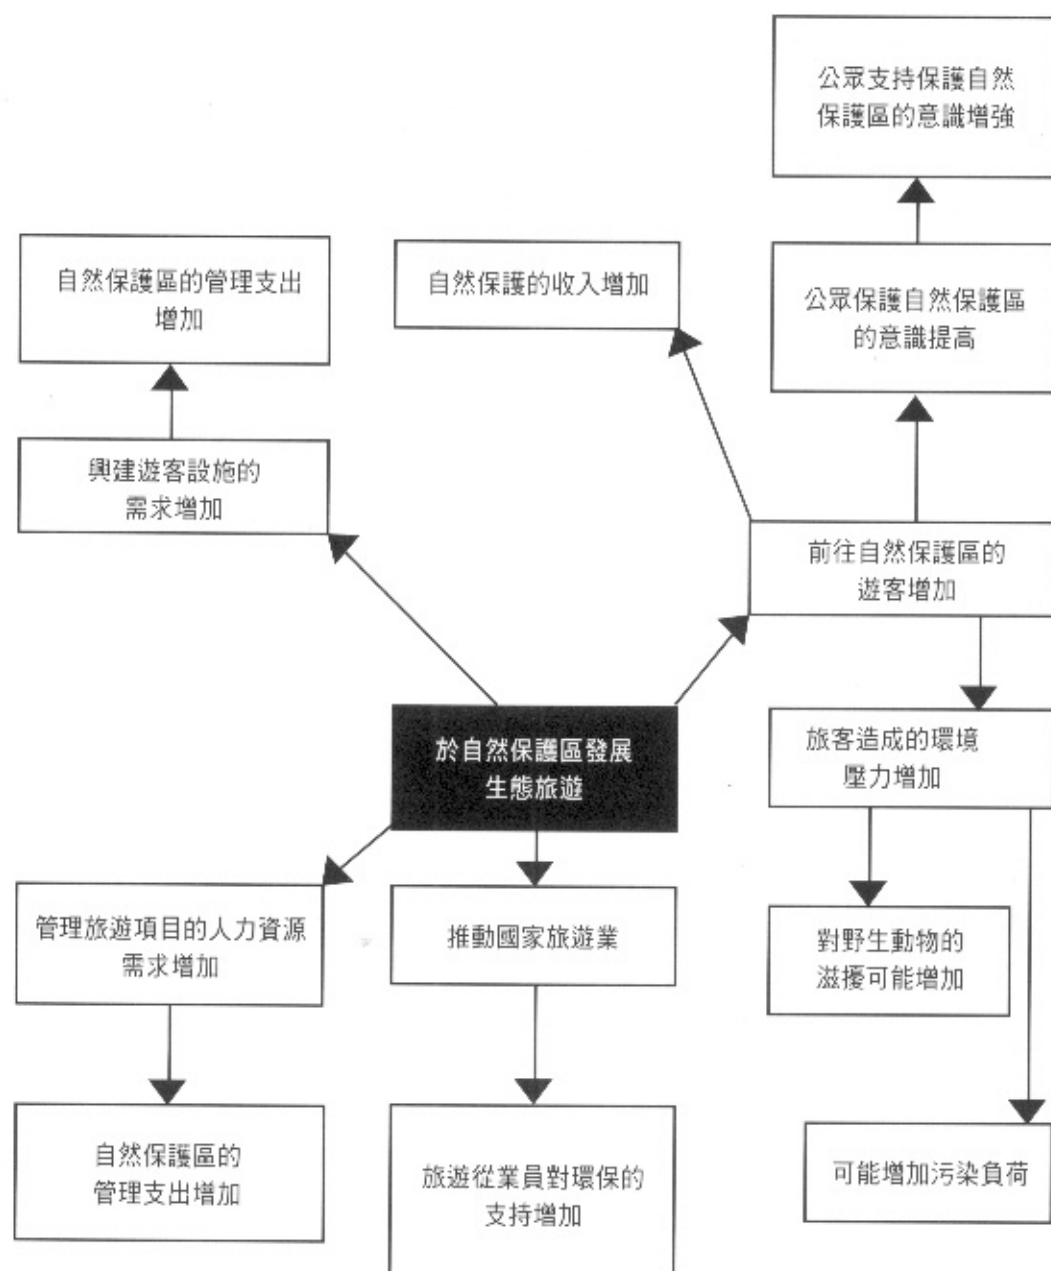 公眾支持保護自然
保護區的意識增強
自然保護區的管理支出
增加
自然保護的收入增加
公眾保護自然保護區
的意識提高
興建遊客設施的
需求增加
前往自然保護區的
遊客增加
於自然保護區發展
生態旅遊
旅客造成的環境
壓力增加
管理旅遊項目的人力資源
需求增加
推動國家旅遊業
對野生動物的
滋擾可能增加
自然保護區的
管理支出增加
旅遊從業員對環保的
支持增加
可能增加污染負荷